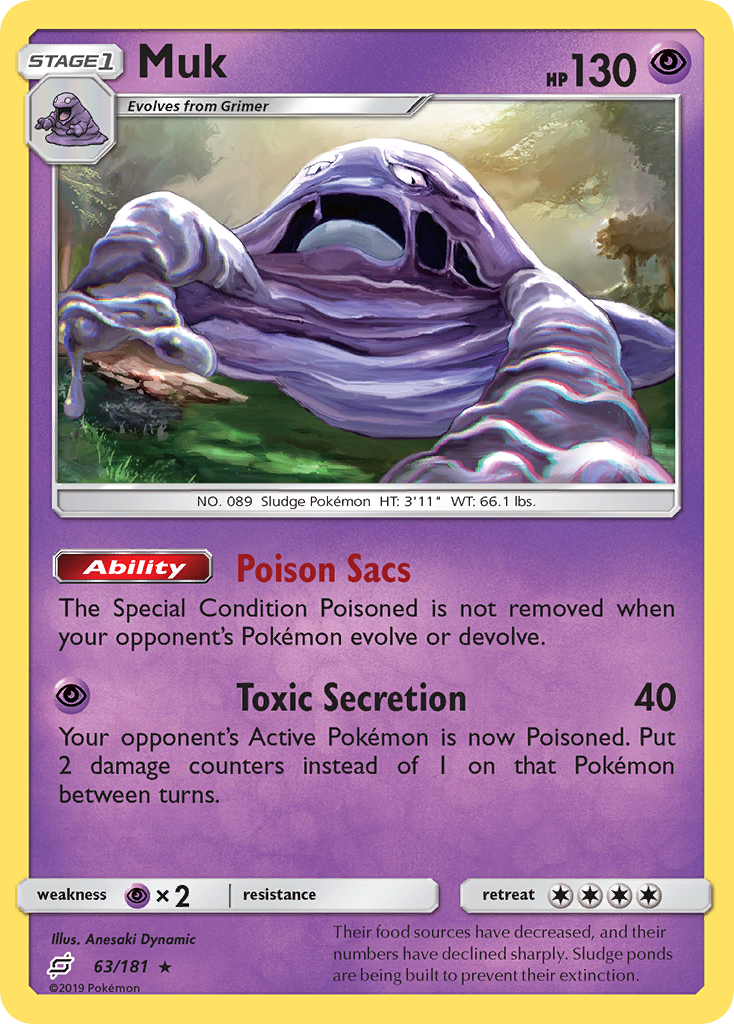 STAGE1
Muk
HP130
Evolves from Grimer
NO. 089 Sludge Pokémon HT: 3'11" WT: 66.1 lbs.
Ability Poison Sacs
The Special Condition Poisoned is not removed when
your opponent's Pokémon evolve or devolve.
Toxic Secretion 40
Your opponent's Active Pokémon is now Poisoned. Put
2 damage counters instead of 1 on that Pokémon
between turns.
weakness ×2 resistance retreat
Illus. Anesaki Dynamic
63/181 ★
©2019 Pokémon
Their food sources have decreased, and their
numbers have declined sharply. Sludge ponds
are being built to prevent their extinction.